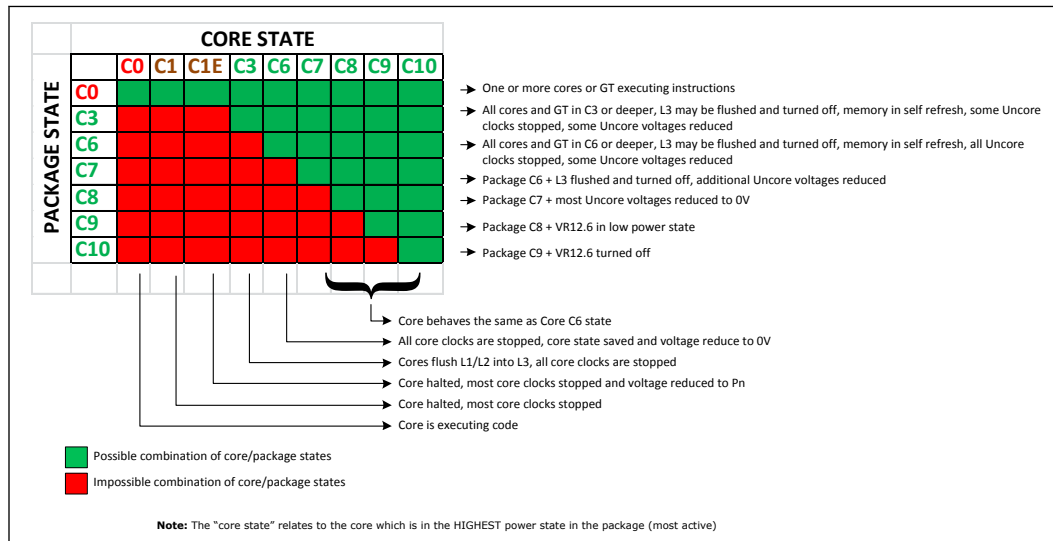 CORE STATE
C0 C1 C1E C3 C6 C7 C8 C9 C10
PACKAGE STATE
C0
One or more cores or GT executing instructions
C3
All cores and GT in C3 or deeper, L3 may be flushed and turned off, memory in self refresh, some Uncore
clocks stopped, some Uncore voltages reduced
C6
All cores and GT in C6 or deeper, L3 may be flushed and turned off, memory in self refresh, all Uncore
clocks stopped, some Uncore voltages reduced
C7
Package C6 + L3 flushed and turned off, additional Uncore voltages reduced
C8
Package C7 + most Uncore voltages reduced to 0V
C9
Package C8 + VR12.6 in low power state
C10
Package C9 + VR12.6 turned off
Core behaves the same as Core C6 state
All core clocks are stopped, core state saved and voltage reduce to 0V
Cores flush L1/L2 into L3, all core clocks are stopped
Core halted, most core clocks stopped and voltage reduced to Pn
Core halted, most core clocks stopped
Core is executing code
Possible combination of core/package states
Impossible combination of core/package states
Note: The “core state” relates to the core which is in the HIGHEST power state in the package (most active)